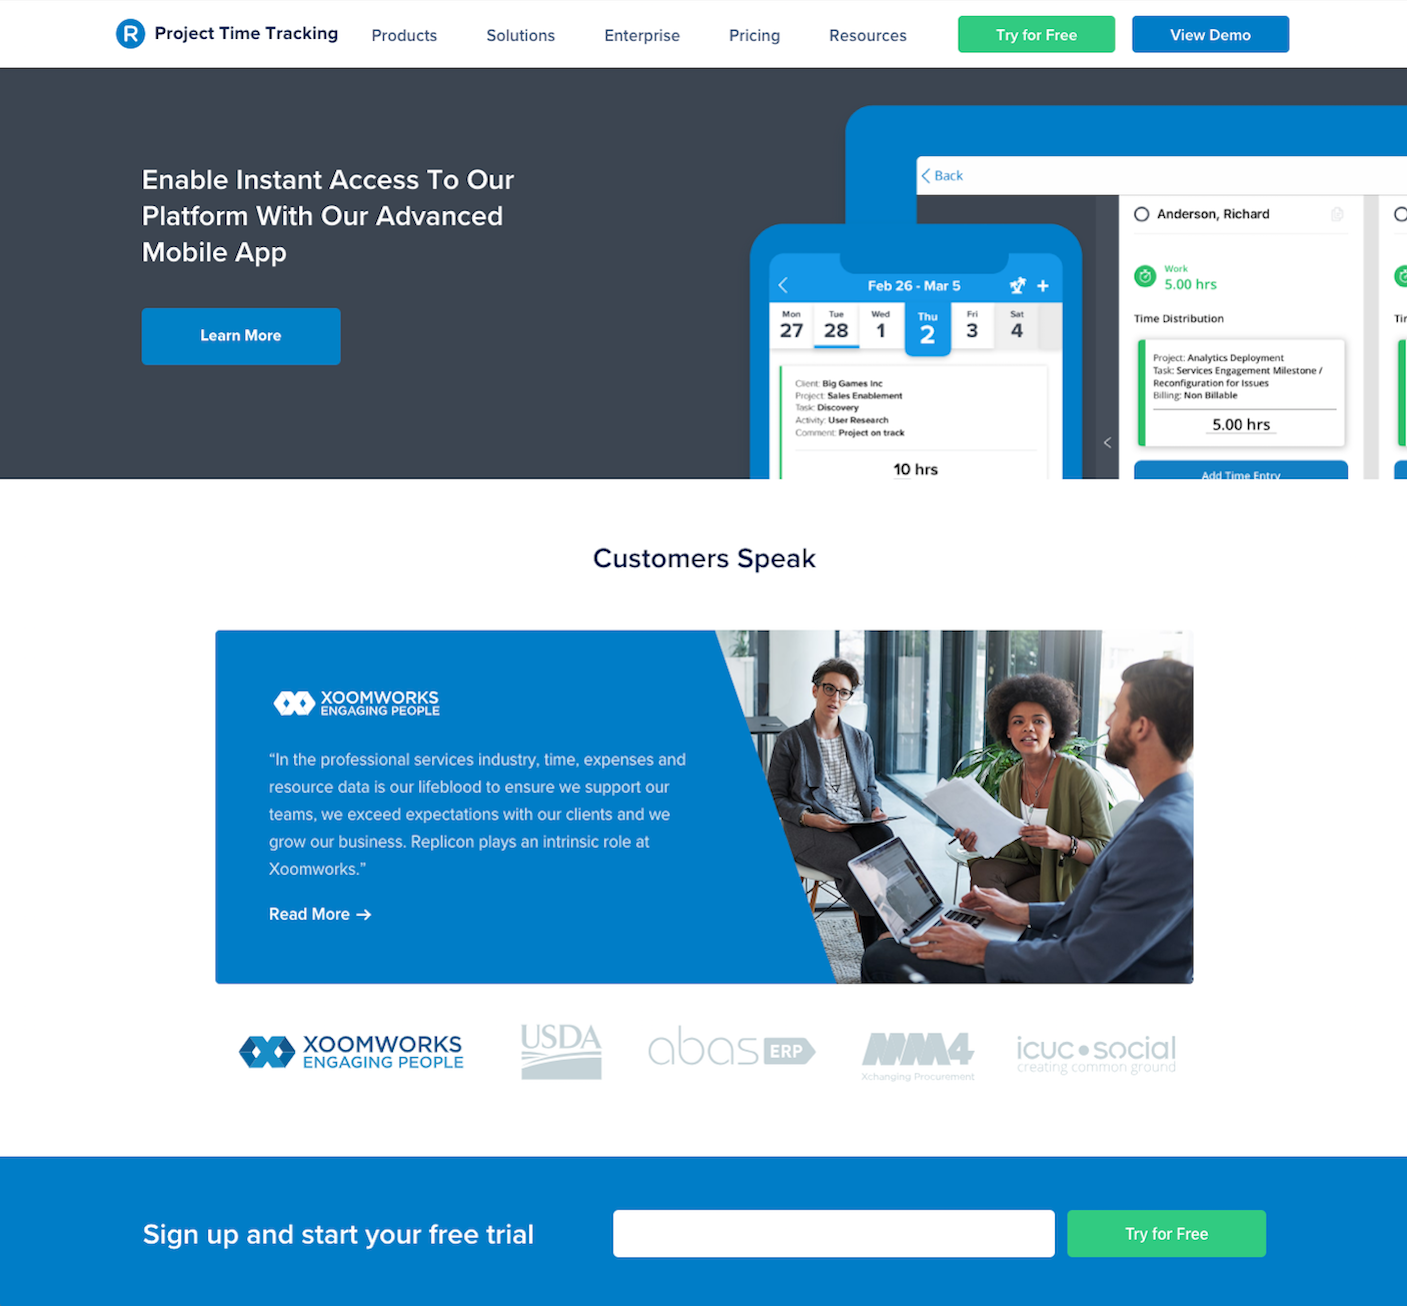 R Project Time Tracking Products Solutions Enterprise Pricing Resources Try for Free View Demo
Enable Instant Access To Our
Platform With Our Advanced
Mobile App
Learn More
Back
Anderson, Richard
Work
5.00 hrs
Time Distribution
Project: Analytics Deployment
Task: Services Engagement Milestone /
Reconfiguration for Issues
Billing: Non Billable
5.00 hrs
Add Time Entry
Feb 26 - Mar 5
Mon Tue Wed Thu Fri Sat
27 28 1 2 3 4
Client: Big Games Inc
Project: Sales Enablement
Task: Discovery
Activity: User Research
Comment: Project on track
10 hrs
Customers Speak
XOOMWORKS
ENGAGING PEOPLE
“In the professional services industry, time, expenses and
resource data is our lifeblood to ensure we support our
teams, we exceed expectations with our clients and we
grow our business. Replicon plays an intrinsic role at
Xoomworks.”
Read More →
XOOMWORKS
ENGAGING PEOPLE
USDA
abas ERP
MM4
Xchanging Procurement
icuc•social
creating common ground
Sign up and start your free trial
Try for Free